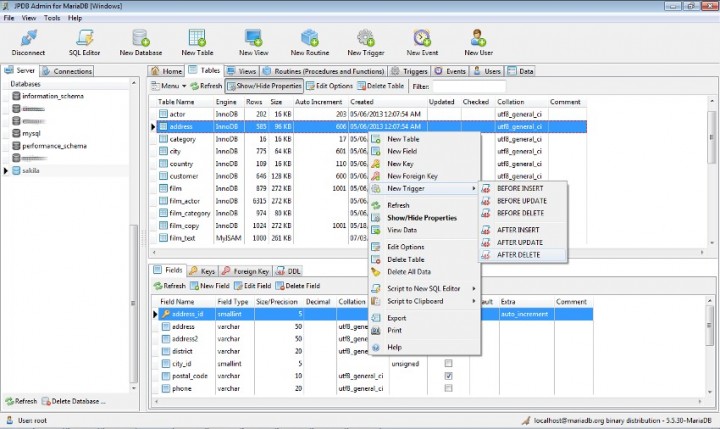 JPDB Admin for MariaDB [Windows]
File View Tools Help
Disconnect SQL Editor New Database New Table New View New Routine New Trigger New Event New User
Server Connections Home Tables Views Routines (Procedures and Functions) Triggers Events Users Data
Databases Menu Refresh Show/Hide Properties Edit Options Delete Table Filter:
information_schema
mysql
performance_schema
sakila
Table Name Engine Rows Size Auto Increment Created Updated Checked Collation Comment
actor InnoDB 202 16 KB 203 05/06/2013 12:07:54 AM utf8_general_ci
address InnoDB 585 96 KB 606 05/06/2013 12:07:54 AM utf8_general_ci
category InnoDB 16 16 KB 17 05/06 utf8_general_ci
city InnoDB 775 64 KB 601 05/06 utf8_general_ci
country InnoDB 109 16 KB 110 05/06 utf8_general_ci
customer InnoDB 646 128 KB 600 05/06 utf8_general_ci
film InnoDB 879 272 KB 1001 05/06
film_actor InnoDB 6315 272 KB 05/06
film_category InnoDB 974 80 KB 05/06
film_copy InnoDB 1024 272 KB 1001 05/06
film_text MyISAM 1000 261 KB 07/03
New Table
New Field
New Key
New Foreign Key
New Trigger
Refresh
Show/Hide Properties
View Data
Edit Options
Delete Table
Delete All Data
Script to New SQL Editor
Script to Clipboard
Export
Print
Help
BEFORE INSERT
BEFORE UPDATE
BEFORE DELETE
AFTER INSERT
AFTER UPDATE
AFTER DELETE
Fields Keys Foreign Key DDL
Refresh New Field Edit Field Delete Field
Field Name Field Type Size/Precision Decimal Collation Extra Comment
address_id smallint 5 auto_increment
address varchar 50 utf8_general
address2 varchar 50 utf8_general
district varchar 20 utf8_general
city_id smallint 5 unsigned
postal_code varchar 10 utf8_general_ci
phone varchar 20 utf8_general_ci
Refresh Delete Database ...
User: root localhost@mariadb.org binary distribution - 5.5.30-MariaDB